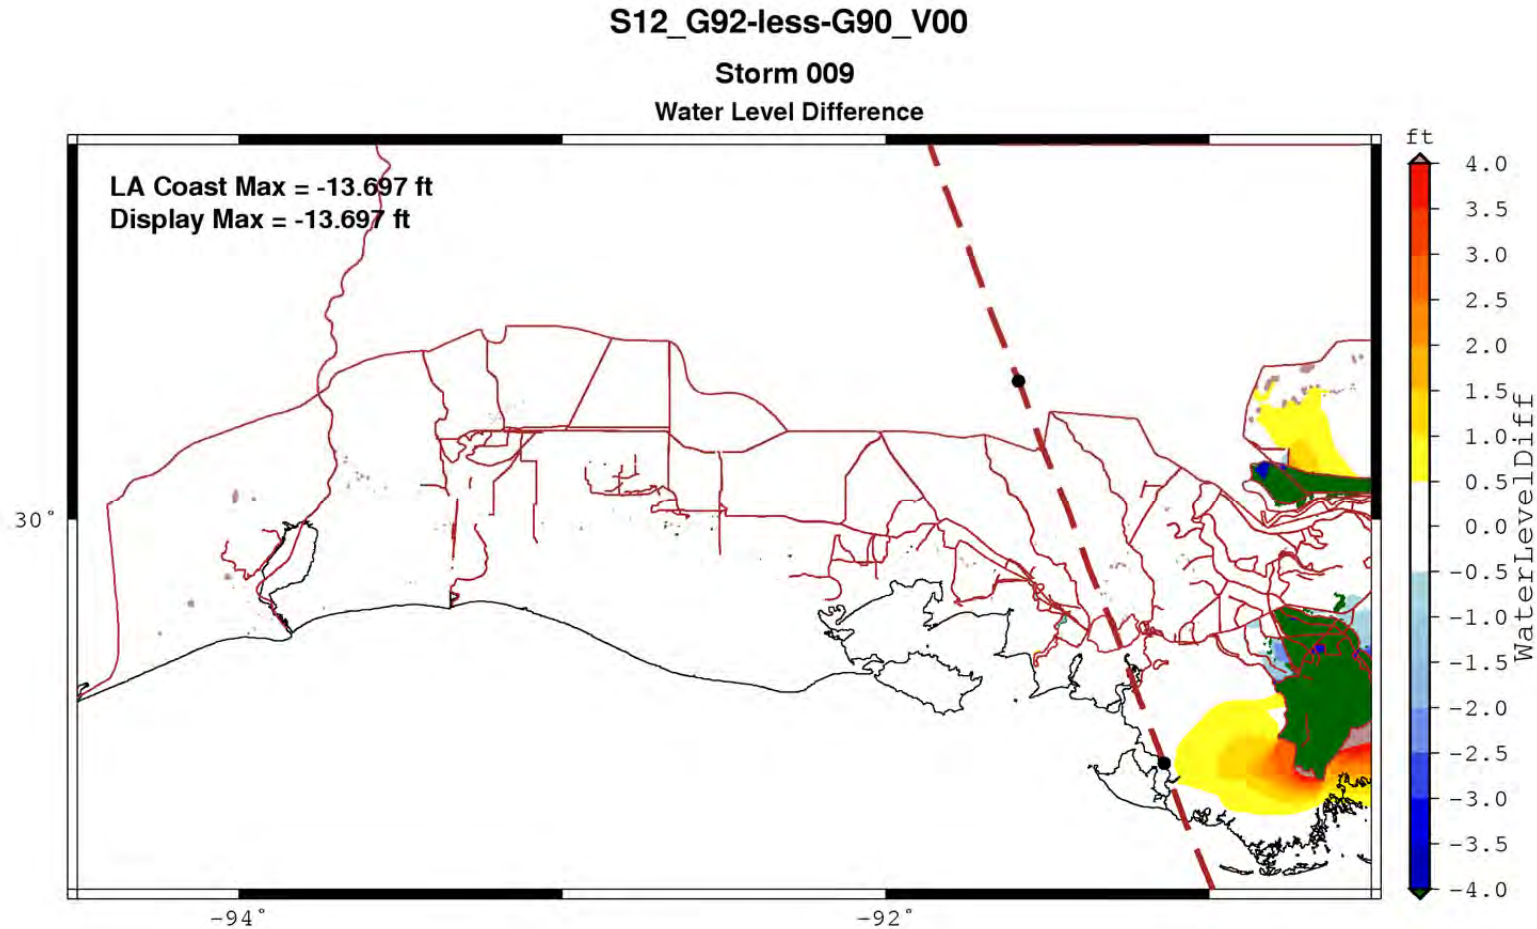 S12_G92-less-G90_V00
Storm 009
Water Level Difference
LA Coast Max = -13.697 ft
Display Max = -13.697 ft
ft
4.0
3.5
3.0
2.5
2.0
1.5
1.0
0.5
0.0
-0.5
-1.0
-1.5
-2.0
-2.5
-3.0
-3.5
-4.0
WaterLevelDiff
30°
-94°
-92°